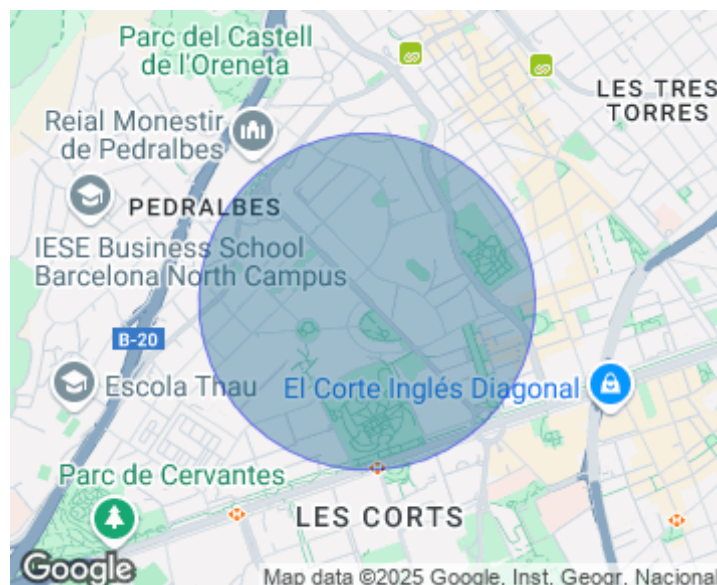 Parc del Castell
de l'Oreneta
LES TRES
TORRES
Reial Monestir
de Pedralbes
PEDRALBES
IESE Business School
Barcelona North Campus
B-20
Escola Thau
El Corte Inglés Diagonal
Parc de Cervantes
LES CORTS
Google
Map data ©2025 Google, Inst. Geogr. Nacional